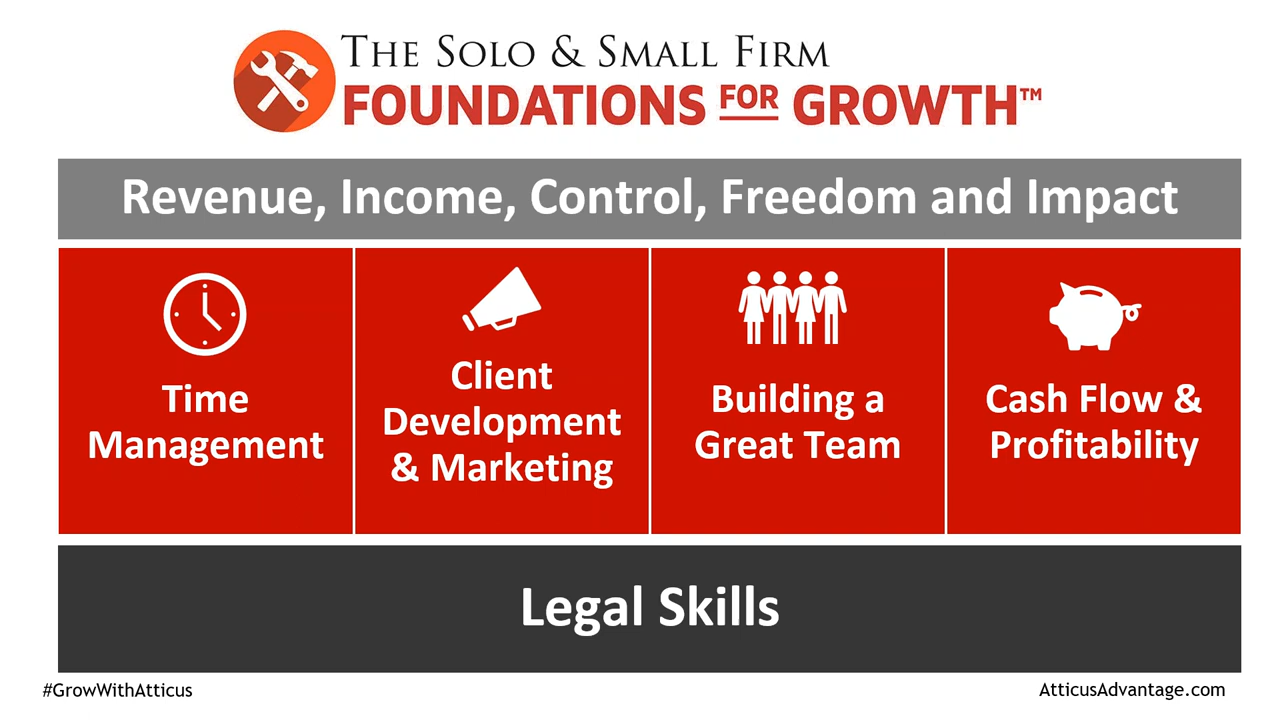 The Solo & Small Firm
FOUNDATIONS FOR GROWTH™
Revenue, Income, Control, Freedom and Impact
Time
Management
Client
Development
& Marketing
Building a
Great Team
Cash Flow &
Profitability
Legal Skills
#GrowWithAtticus
AtticusAdvantage.com